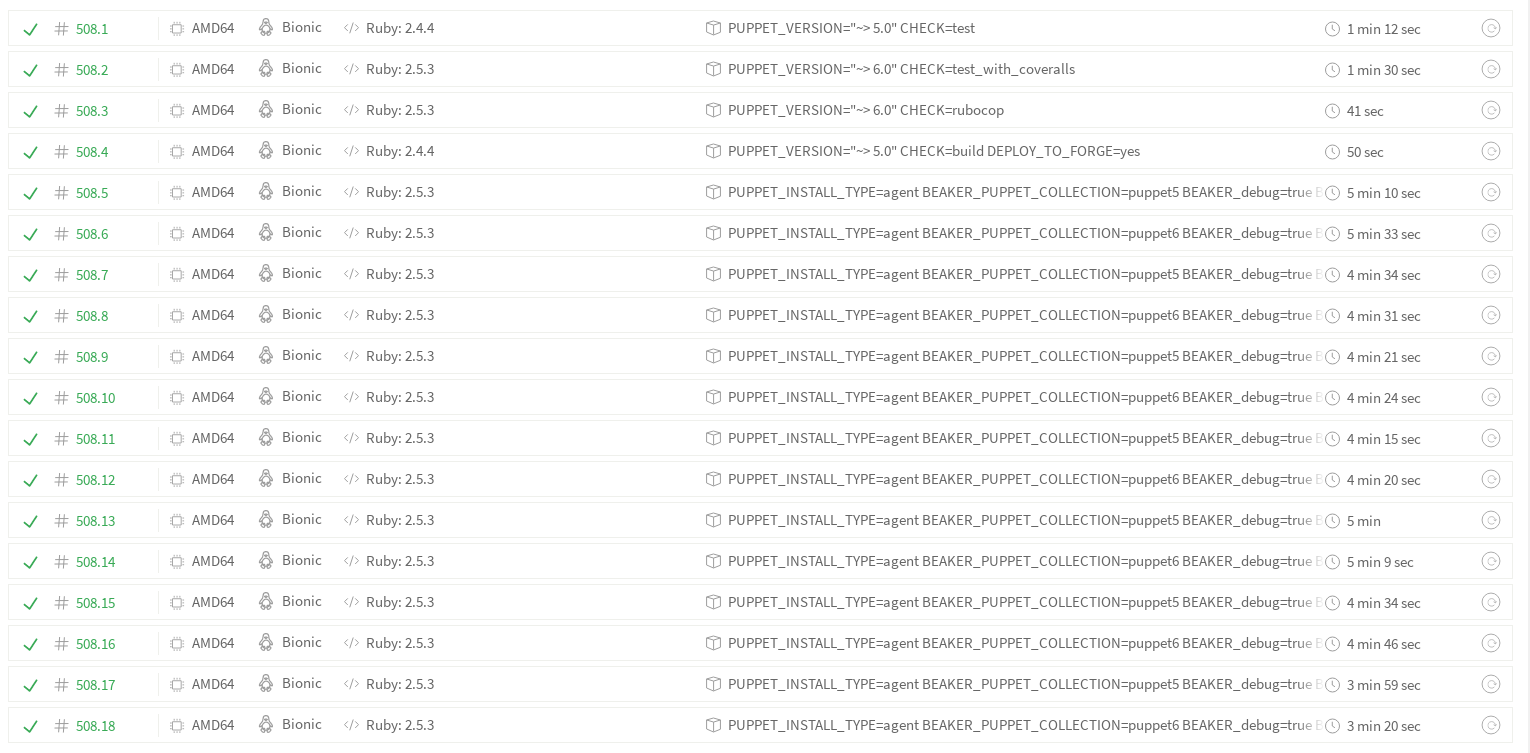 # 508.1 AMD64 Bionic </> Ruby: 2.4.4 PUPPET_VERSION="~> 5.0" CHECK=test 1 min 12 sec
# 508.2 AMD64 Bionic </> Ruby: 2.5.3 PUPPET_VERSION="~> 6.0" CHECK=test_with_coveralls 1 min 30 sec
# 508.3 AMD64 Bionic </> Ruby: 2.5.3 PUPPET_VERSION="~> 6.0" CHECK=rubocop 41 sec
# 508.4 AMD64 Bionic </> Ruby: 2.4.4 PUPPET_VERSION="~> 5.0" CHECK=build DEPLOY_TO_FORGE=yes 50 sec
# 508.5 AMD64 Bionic </> Ruby: 2.5.3 PUPPET_INSTALL_TYPE=agent BEAKER_PUPPET_COLLECTION=puppet5 BEAKER_debug=true B 5 min 10 sec
# 508.6 AMD64 Bionic </> Ruby: 2.5.3 PUPPET_INSTALL_TYPE=agent BEAKER_PUPPET_COLLECTION=puppet6 BEAKER_debug=true B 5 min 33 sec
# 508.7 AMD64 Bionic </> Ruby: 2.5.3 PUPPET_INSTALL_TYPE=agent BEAKER_PUPPET_COLLECTION=puppet5 BEAKER_debug=true B 4 min 34 sec
# 508.8 AMD64 Bionic </> Ruby: 2.5.3 PUPPET_INSTALL_TYPE=agent BEAKER_PUPPET_COLLECTION=puppet6 BEAKER_debug=true B 4 min 31 sec
# 508.9 AMD64 Bionic </> Ruby: 2.5.3 PUPPET_INSTALL_TYPE=agent BEAKER_PUPPET_COLLECTION=puppet5 BEAKER_debug=true B 4 min 21 sec
# 508.10 AMD64 Bionic </> Ruby: 2.5.3 PUPPET_INSTALL_TYPE=agent BEAKER_PUPPET_COLLECTION=puppet6 BEAKER_debug=true B 4 min 24 sec
# 508.11 AMD64 Bionic </> Ruby: 2.5.3 PUPPET_INSTALL_TYPE=agent BEAKER_PUPPET_COLLECTION=puppet5 BEAKER_debug=true B 4 min 15 sec
# 508.12 AMD64 Bionic </> Ruby: 2.5.3 PUPPET_INSTALL_TYPE=agent BEAKER_PUPPET_COLLECTION=puppet6 BEAKER_debug=true B 4 min 20 sec
# 508.13 AMD64 Bionic </> Ruby: 2.5.3 PUPPET_INSTALL_TYPE=agent BEAKER_PUPPET_COLLECTION=puppet5 BEAKER_debug=true B 5 min
# 508.14 AMD64 Bionic </> Ruby: 2.5.3 PUPPET_INSTALL_TYPE=agent BEAKER_PUPPET_COLLECTION=puppet6 BEAKER_debug=true B 5 min 9 sec
# 508.15 AMD64 Bionic </> Ruby: 2.5.3 PUPPET_INSTALL_TYPE=agent BEAKER_PUPPET_COLLECTION=puppet5 BEAKER_debug=true B 4 min 34 sec
# 508.16 AMD64 Bionic </> Ruby: 2.5.3 PUPPET_INSTALL_TYPE=agent BEAKER_PUPPET_COLLECTION=puppet6 BEAKER_debug=true B 4 min 46 sec
# 508.17 AMD64 Bionic </> Ruby: 2.5.3 PUPPET_INSTALL_TYPE=agent BEAKER_PUPPET_COLLECTION=puppet5 BEAKER_debug=true B 3 min 59 sec
# 508.18 AMD64 Bionic </> Ruby: 2.5.3 PUPPET_INSTALL_TYPE=agent BEAKER_PUPPET_COLLECTION=puppet6 BEAKER_debug=true B 3 min 20 sec